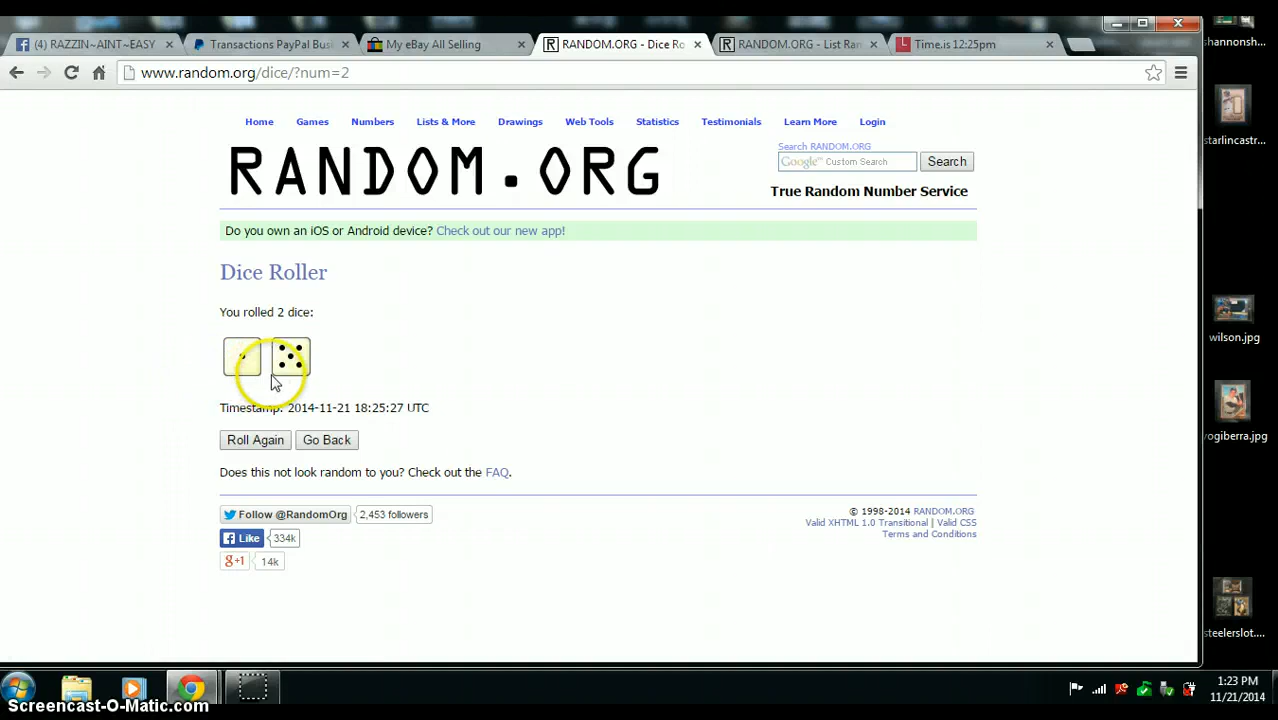 (4) RAZZIN~AINT~EASY
Transactions PayPal Busi
My eBay All Selling
RANDOM.ORG - Dice Ro
RANDOM.ORG - List Ran
Time.is 12:25pm
www.random.org/dice/?num=2
Home Games Numbers Lists & More Drawings Web Tools Statistics Testimonials Learn More Login
RANDOM.ORG
Search RANDOM.ORG
Google™ Custom Search
Search
True Random Number Service
Do you own an iOS or Android device? Check out our new app!
Dice Roller
You rolled 2 dice:
Timestamp: 2014-11-21 18:25:27 UTC
Roll Again Go Back
Does this not look random to you? Check out the FAQ.
Follow @RandomOrg 2,453 followers
Like 334k
g+1 14k
© 1998-2014 RANDOM.ORG
Valid XHTML 1.0 Transitional | Valid CSS
Terms and Conditions
shannonsh...
starlincastr...
wilson.jpg
yogiberra.jpg
steelerslot....
1:23 PM
11/21/2014
Screencast-O-Matic.com